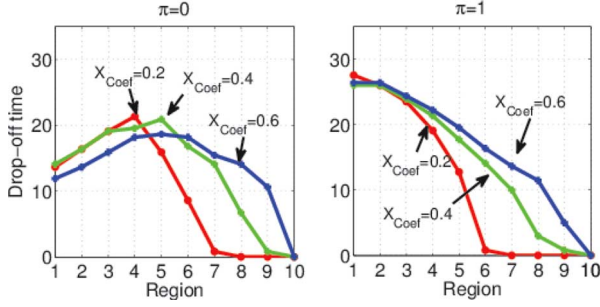 π=0
30
20
10
0
Drop-off time
X_Coef=0.2
X_Coef=0.4
X_Coef=0.6
1 2 3 4 5 6 7 8 9 10
Region
π=1
30
20
10
0
X_Coef=0.6
X_Coef=0.2
X_Coef=0.4
1 2 3 4 5 6 7 8 9 10
Region